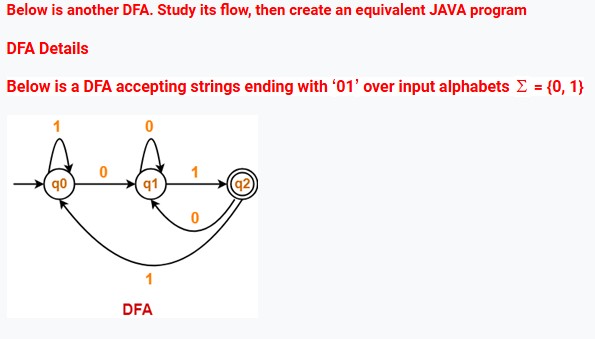 Below is another DFA. Study its flow, then create an equivalent JAVA program
DFA Details
Below is a DFA accepting strings ending with ‘01’ over input alphabets Σ = {0, 1}
1 0
0 1
q0 q1 q2
0
1
DFA